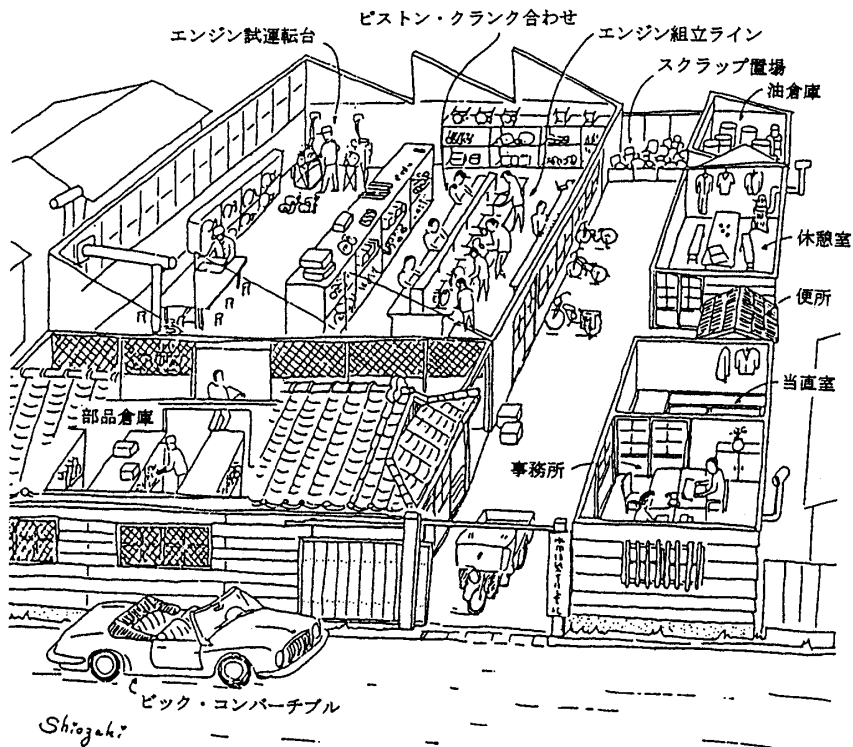 ピストン・クランク合わせ
エンジン試運転台
エンジン組立ライン
スクラップ置場
油倉庫
休憩室
便所
当直室
部品倉庫
事務所
ビック・コンバーチブル
Shiozaki